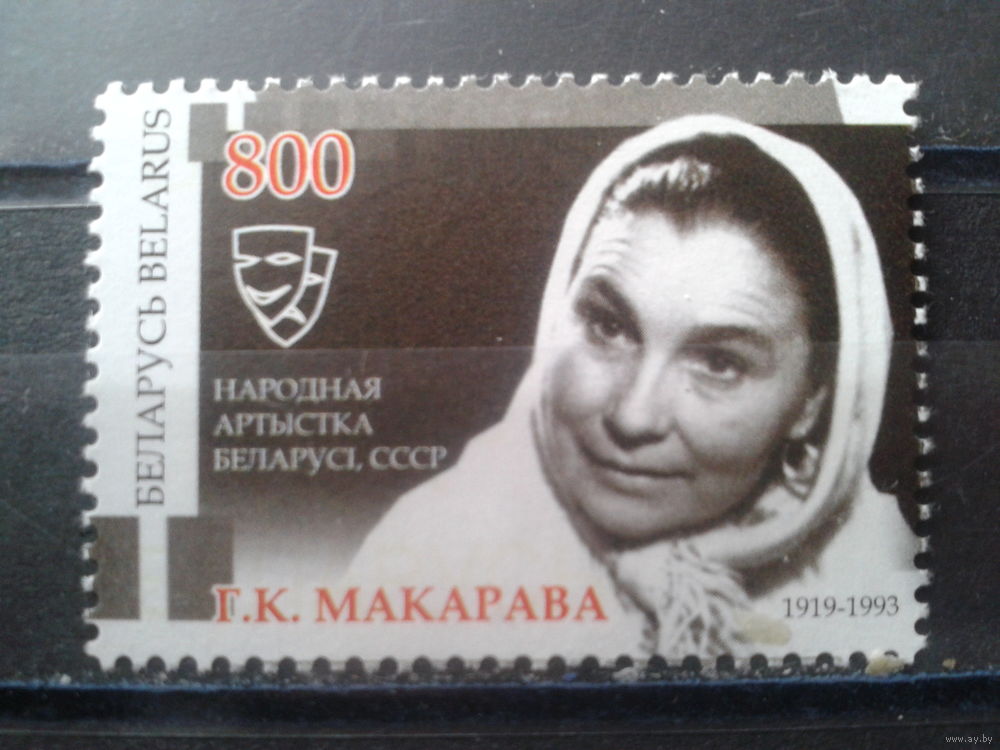 БЕЛАРУСЬ BELARUS
800
НАРОДНАЯ
АРТЫСТКА
БЕЛАРУСІ, СССР
Г.К. МАКАРАВА
1919-1993
www.ay.by